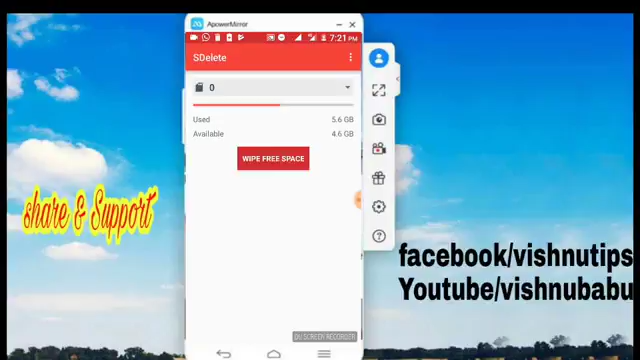 ApowerMirror
7:21 PM
SDelete
0
Used 5.6 GB
Available 4.6 GB
WIPE FREE SPACE
share & Support
facebook/vishnutips
Youtube/vishnubabu
DU SCREEN RECORDER